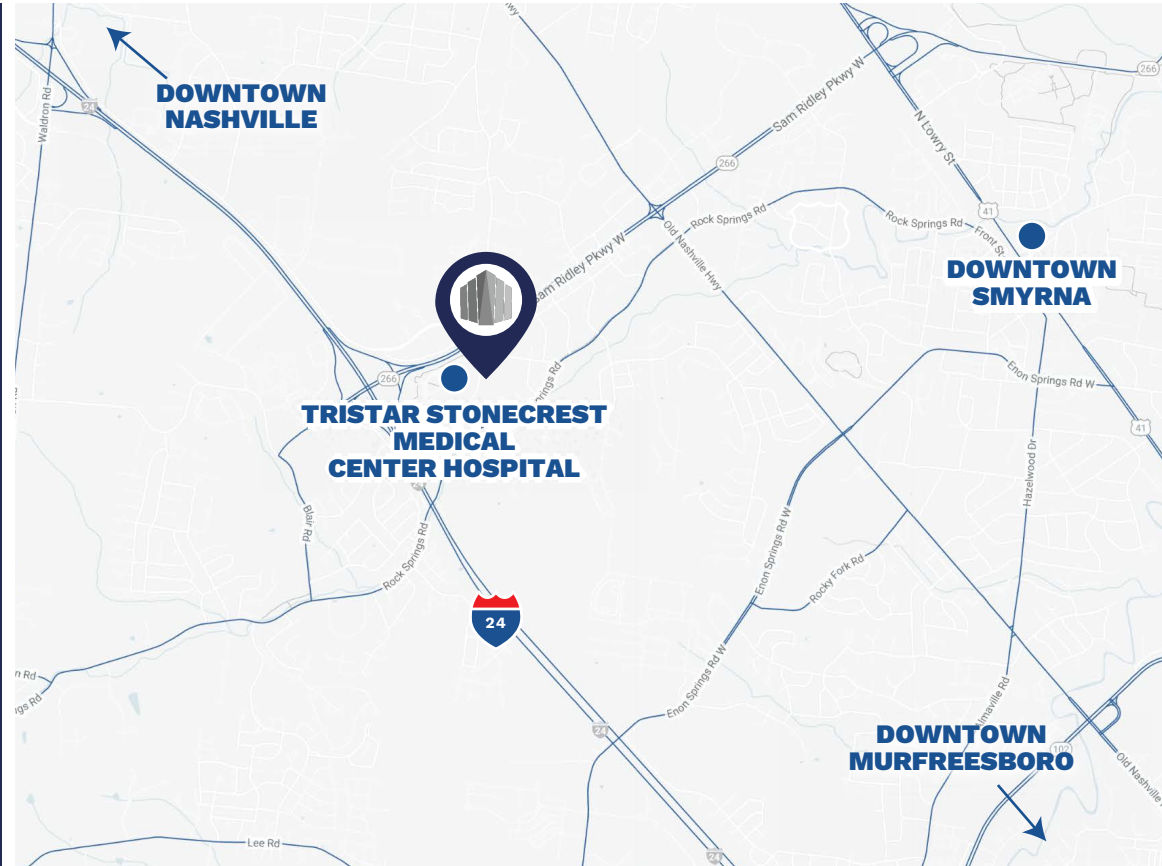 DOWNTOWN
NASHVILLE
Waldron Rd
24
266
Sam Ridley Pkwy W
N Lowry St
266
41
Rock Springs Rd
Rock Springs Rd
Front St
Old Nashville Hwy
DOWNTOWN
SMYRNA
Sam Ridley Pkwy W
266
TRISTAR STONECREST
MEDICAL
CENTER HOSPITAL
Enon Springs Rd W
41
Hazelwood Dr
Blair Rd
Rock Springs Rd
Enon Springs Rd W
Rocky Fork Rd
24
Enon Springs Rd W
24
DOWNTOWN
MURFREESBORO
102
Old Nashville
Lee Rd
24